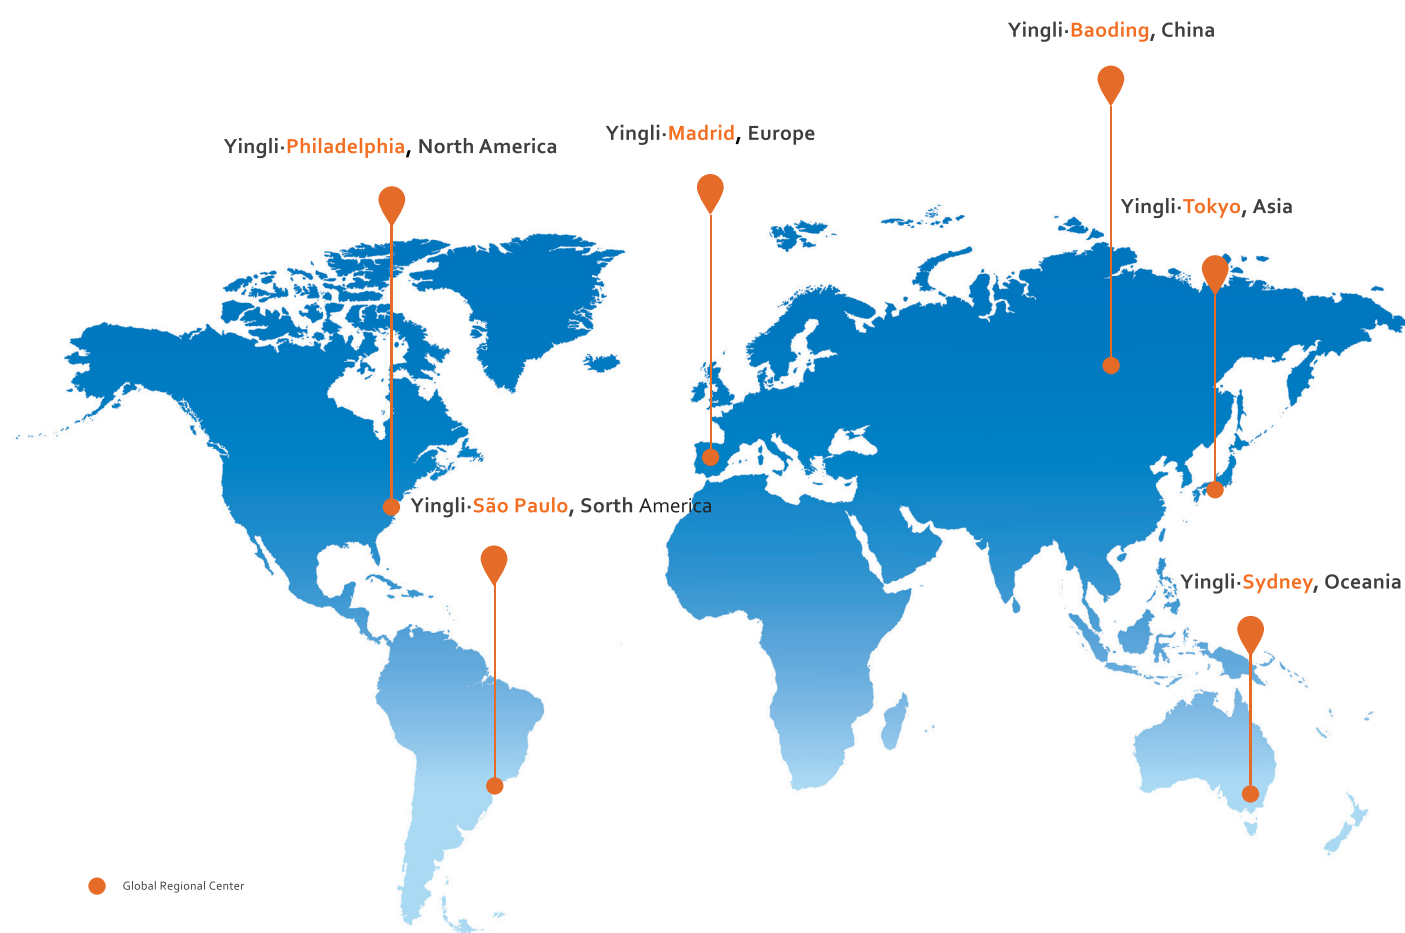 Yingli·Baoding, China
Yingli·Madrid, Europe
Yingli·Philadelphia, North America
Yingli·Tokyo, Asia
Yingli·São Paulo, Sorth America
Yingli·Sydney, Oceania
Global Regional Center